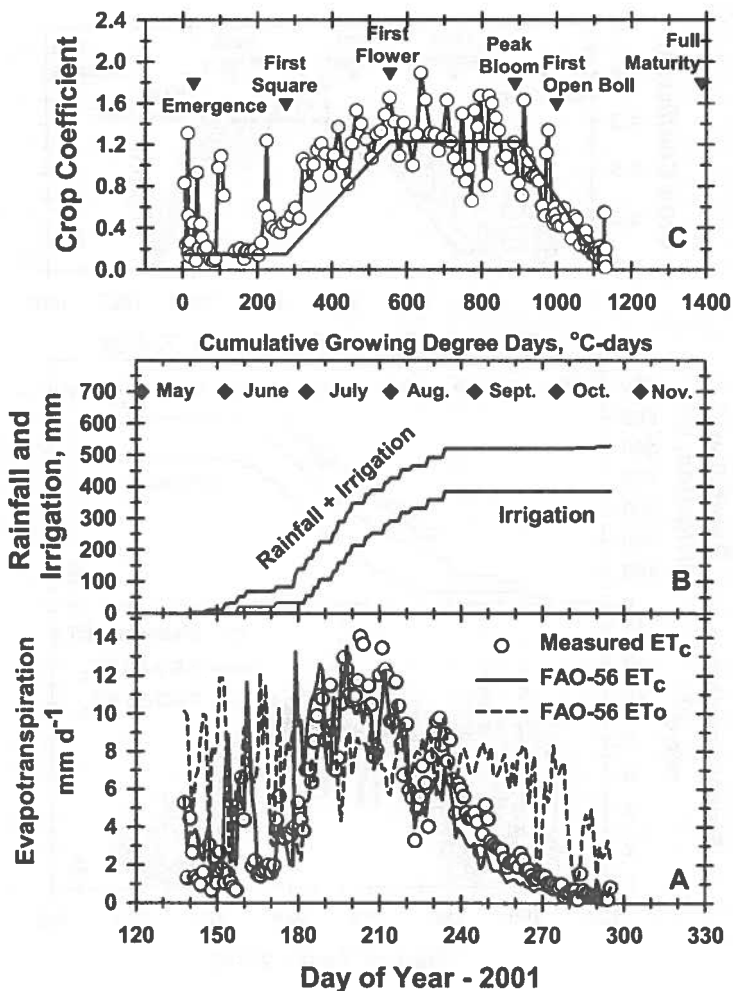 Crop Coefficient
2.4
2.0
1.6
1.2
0.8
0.4
0.0
Emergence
First
Square
First
Flower
Peak
Bloom
First
Open Boll
Full
Maturity
C
0 200 400 600 800 1000 1200 1400
Cumulative Growing Degree Days, °C-days
Rainfall and
Irrigation, mm
700
600
500
400
300
200
100
0
May June July Aug. Sept. Oct. Nov.
Rainfall + Irrigation
Irrigation
B
Evapotranspiration
mm d-1
14
12
10
8
6
4
2
0
Measured ETc
FAO-56 ETc
FAO-56 ETo
A
120 150 180 210 240 270 300 330
Day of Year - 2001